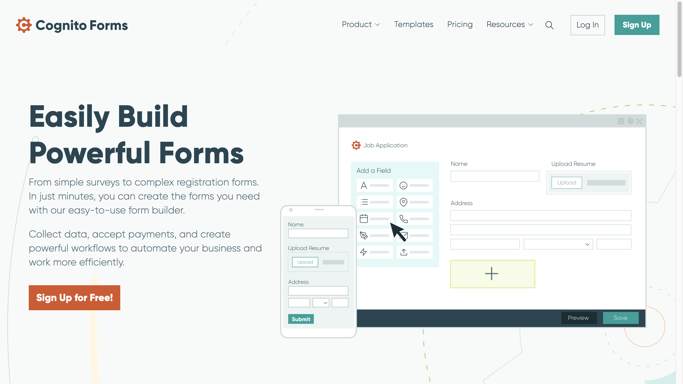 Cognito Forms
Product
Templates
Pricing
Resources
Log In
Sign Up
Easily Build
Powerful Forms
From simple surveys to complex registration forms.
In just minutes, you can create the forms you need
with our easy-to-use form builder.
Collect data, accept payments, and create
powerful workflows to automate your business and
work more efficiently.
Sign Up for Free!
Job Application
Add a Field
Name
Upload Resume
Upload
Address
Preview
Save
Name
Upload Resume
Upload
Address
Submit